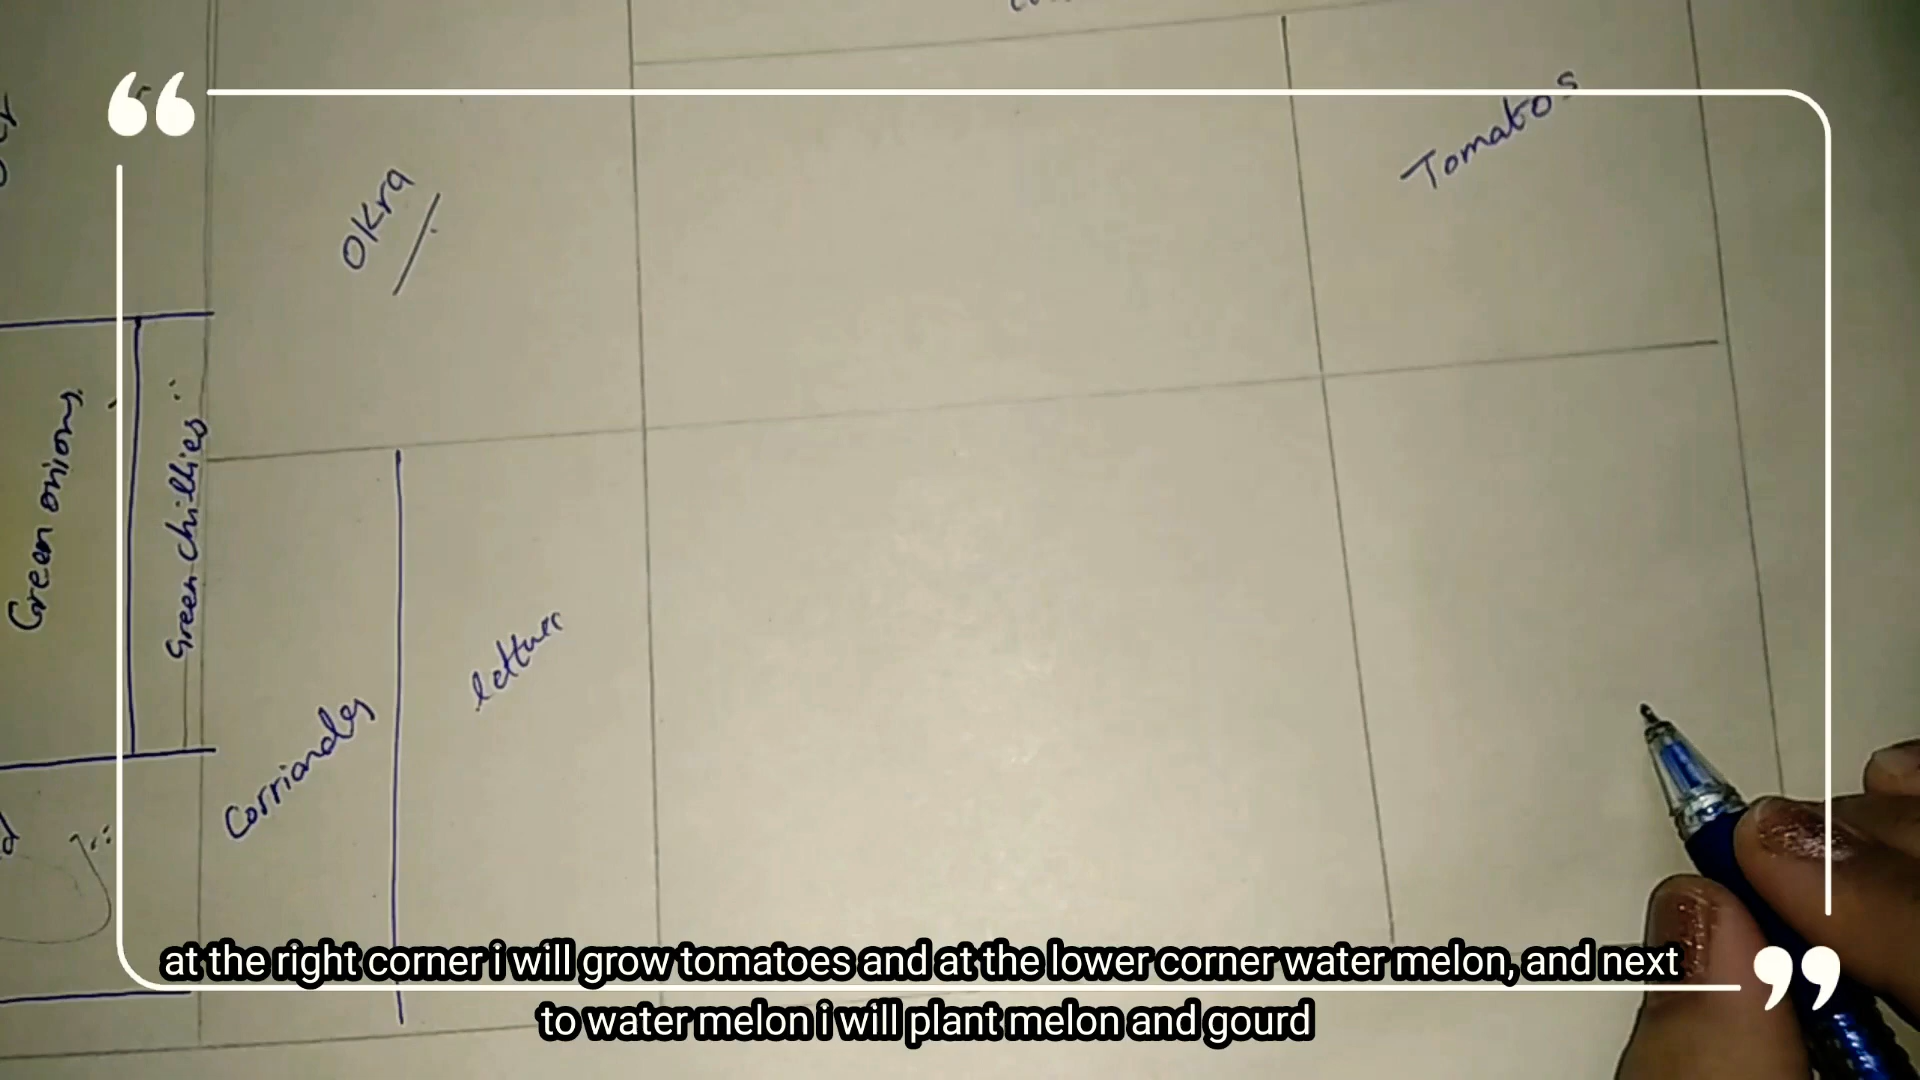 Tomatos
Okra
Green onions
Green chillies
lettuce
Corriander
at the right corner i will grow tomatoes and at the lower corner water melon, and next
to water melon i will plant melon and gourd